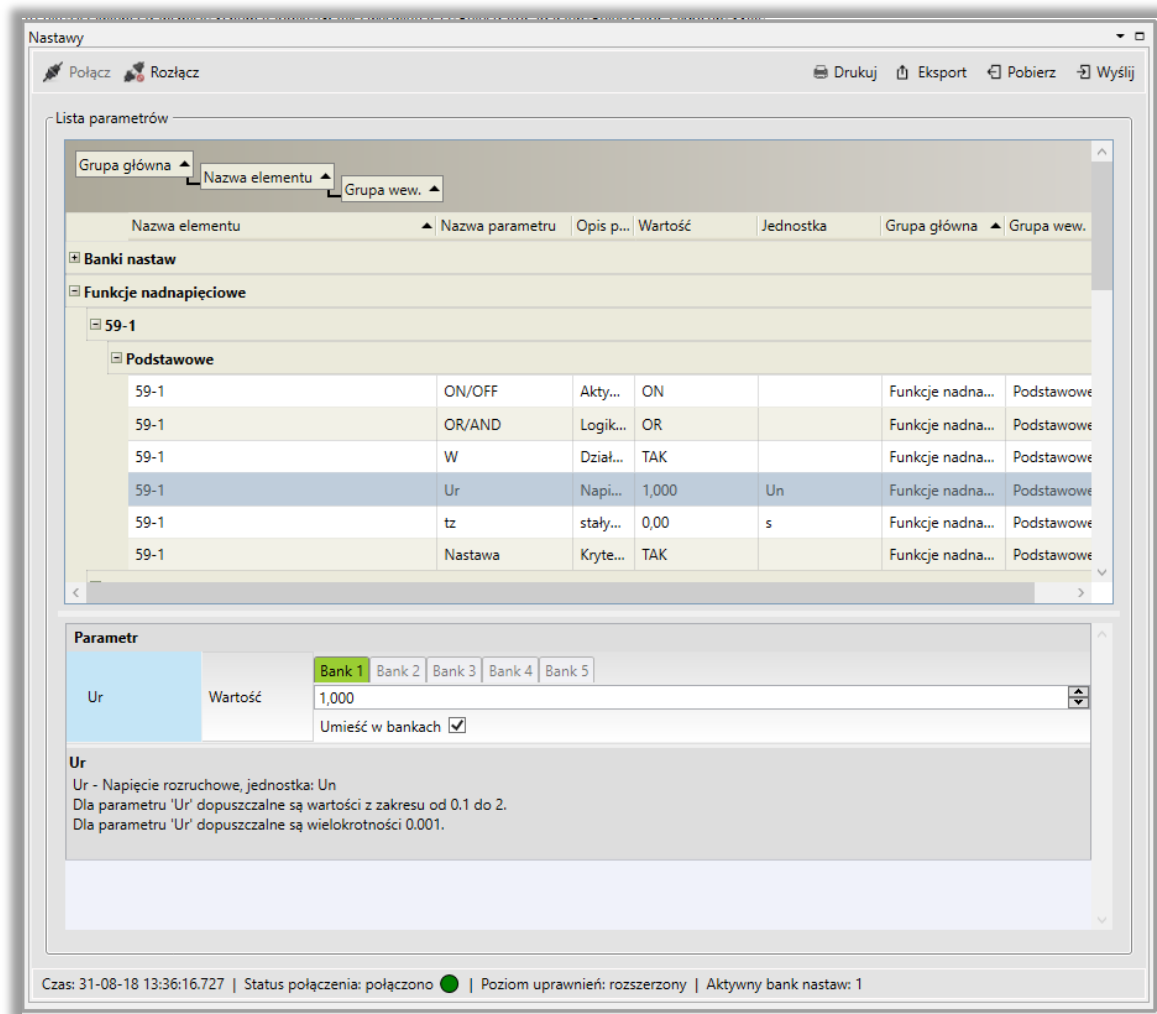 Nastawy
Połącz Rozłącz Drukuj Eksport Pobierz Wyślij
Lista parametrów
Grupa główna
Nazwa elementu
Grupa wew.
Nazwa elementu Nazwa parametru Opis p... Wartość Jednostka Grupa główna Grupa wew.
Banki nastaw
Funkcje nadnapięciowe
59-1
Podstawowe
59-1 ON/OFF Akty... ON Funkcje nadna... Podstawowe
59-1 OR/AND Logik... OR Funkcje nadna... Podstawowe
59-1 W Dział... TAK Funkcje nadna... Podstawowe
59-1 Ur Napi... 1,000 Un Funkcje nadna... Podstawowe
59-1 tz stały... 0,00 s Funkcje nadna... Podstawowe
59-1 Nastawa Kryte... TAK Funkcje nadna... Podstawowe
Parametr
Bank 1 Bank 2 Bank 3 Bank 4 Bank 5
Ur Wartość 1,000
Umieść w bankach
Ur
Ur - Napięcie rozruchowe, jednostka: Un
Dla parametru 'Ur' dopuszczalne są wartości z zakresu od 0.1 do 2.
Dla parametru 'Ur' dopuszczalne są wielokrotności 0.001.
Czas: 31-08-18 13:36:16.727 | Status połączenia: połączono | Poziom uprawnień: rozszerzony | Aktywny bank nastaw: 1